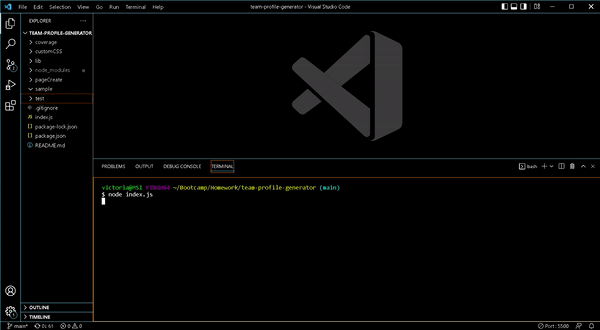 File Edit Selection View Go Run Terminal Help
team-profile-generator - Visual Studio Code
EXPLORER
TEAM-PROFILE-GENERATOR
coverage
customCSS
lib
node_modules
pageCreate
sample
test
.gitignore
index.js
package-lock.json
package.json
README.md
OUTLINE
TIMELINE
PROBLEMS OUTPUT DEBUG CONSOLE TERMINAL
bash
victoria@MSI MINGW64 ~/Bootcamp/Homework/team-profile-generator (main)
$ node index.js
main* 0↓ 6↑ 0 0
Port : 5500